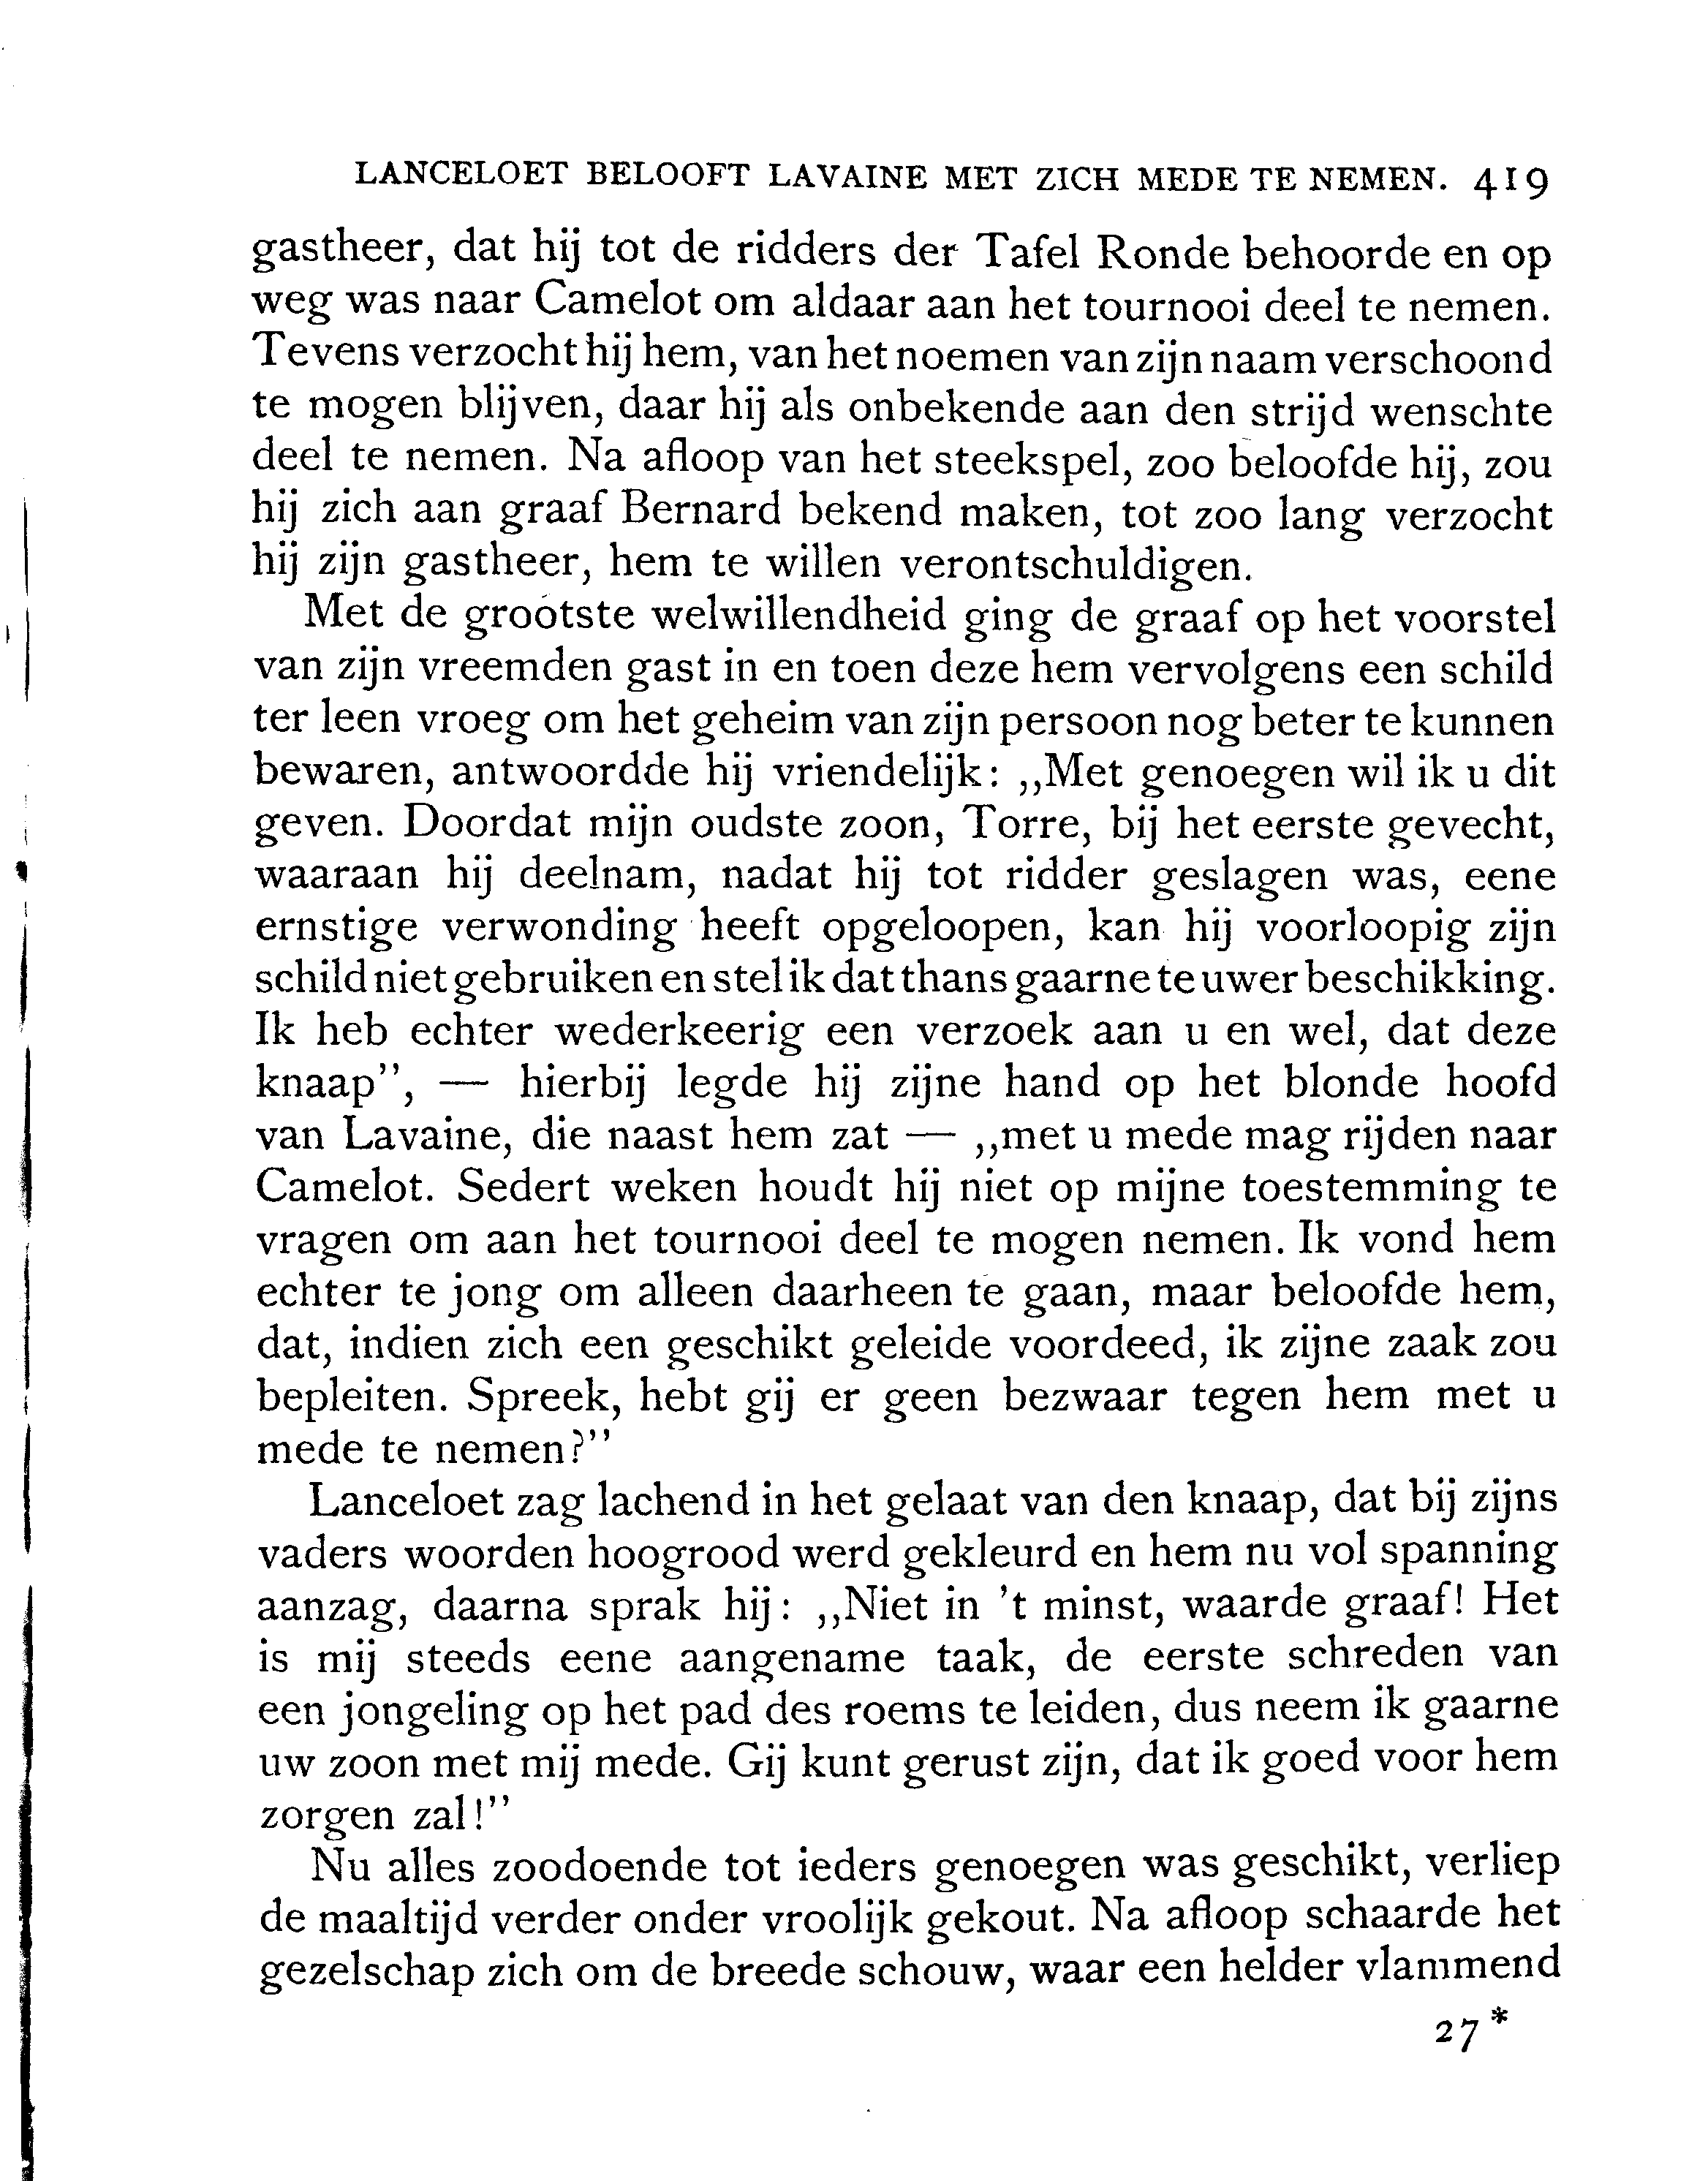 LANCELOET BELOOFT LAVAINE MET ZICH MEDE TE NEMEN. 419
gastheer, dat hij tot de ridders der Tafel Ronde behoorde en op
weg was naar Camelot om aldaar aan het tournooi deel te nemen.
Tevens verzocht hij hem, van het noemen van zijn naam verschoond
te mogen blijven, daar hij als onbekende aan den strijd wenschte
deel te nemen. Na afloop van het steekspel, zoo beloofde hij, zou
hij zich aan graaf Bernard bekend maken, tot zoo lang verzocht
hij zijn gastheer, hem te willen verontschuldigen.
Met de grootste welwillendheid ging de graaf op het voorstel
van zijn vreemden gast in en toen deze hem vervolgens een schild
ter leen vroeg om het geheim van zijn persoon nog beter te kunnen
bewaren, antwoordde hij vriendelijk: ,,Met genoegen wil ik u dit
geven. Doordat mijn oudste zoon, Torre, bij het eerste gevecht,
waaraan hij deelnam, nadat hij tot ridder geslagen was, eene
ernstige verwonding heeft opgeloopen, kan hij voorloopig zijn
schild niet gebruiken en stel ik dat thans gaarne te uwer beschikking.
Ik heb echter wederkeerig een verzoek aan u en wel, dat deze
knaap'', — hierbij legde hij zijne hand op het blonde hoofd
van Lavaine, die naast hem zat — ,,met u mede mag rijden naar
Camelot. Sedert weken houdt hij niet op mijne toestemming te
vragen om aan het tournooi deel te mogen nemen. Ik vond hem
echter te jong om alleen daarheen te gaan, maar beloofde hem,
dat, indien zich een geschikt geleide voordeed, ik zijne zaak zou
bepleiten. Spreek, hebt gij er geen bezwaar tegen hem met u
mede te nemen?''
Lanceloet zag lachend in het gelaat van den knaap, dat bij zijns
vaders woorden hoogrood werd gekleurd en hem nu vol spanning
aanzag, daarna sprak hij: ,,Niet in 't minst, waarde graaf! Het
is mij steeds eene aangename taak, de eerste schreden van
een jongeling op het pad des roems te leiden, dus neem ik gaarne
uw zoon met mij mede. Gij kunt gerust zijn, dat ik goed voor hem
zorgen zal!''
Nu alles zoodoende tot ieders genoegen was geschikt, verliep
de maaltijd verder onder vroolijk gekout. Na afloop schaarde het
gezelschap zich om de breede schouw, waar een helder vlammend
27*